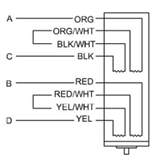 A ORG
ORG/WHT
BLK/WHT
C BLK
B RED
RED/WHT
YEL/WHT
D YEL